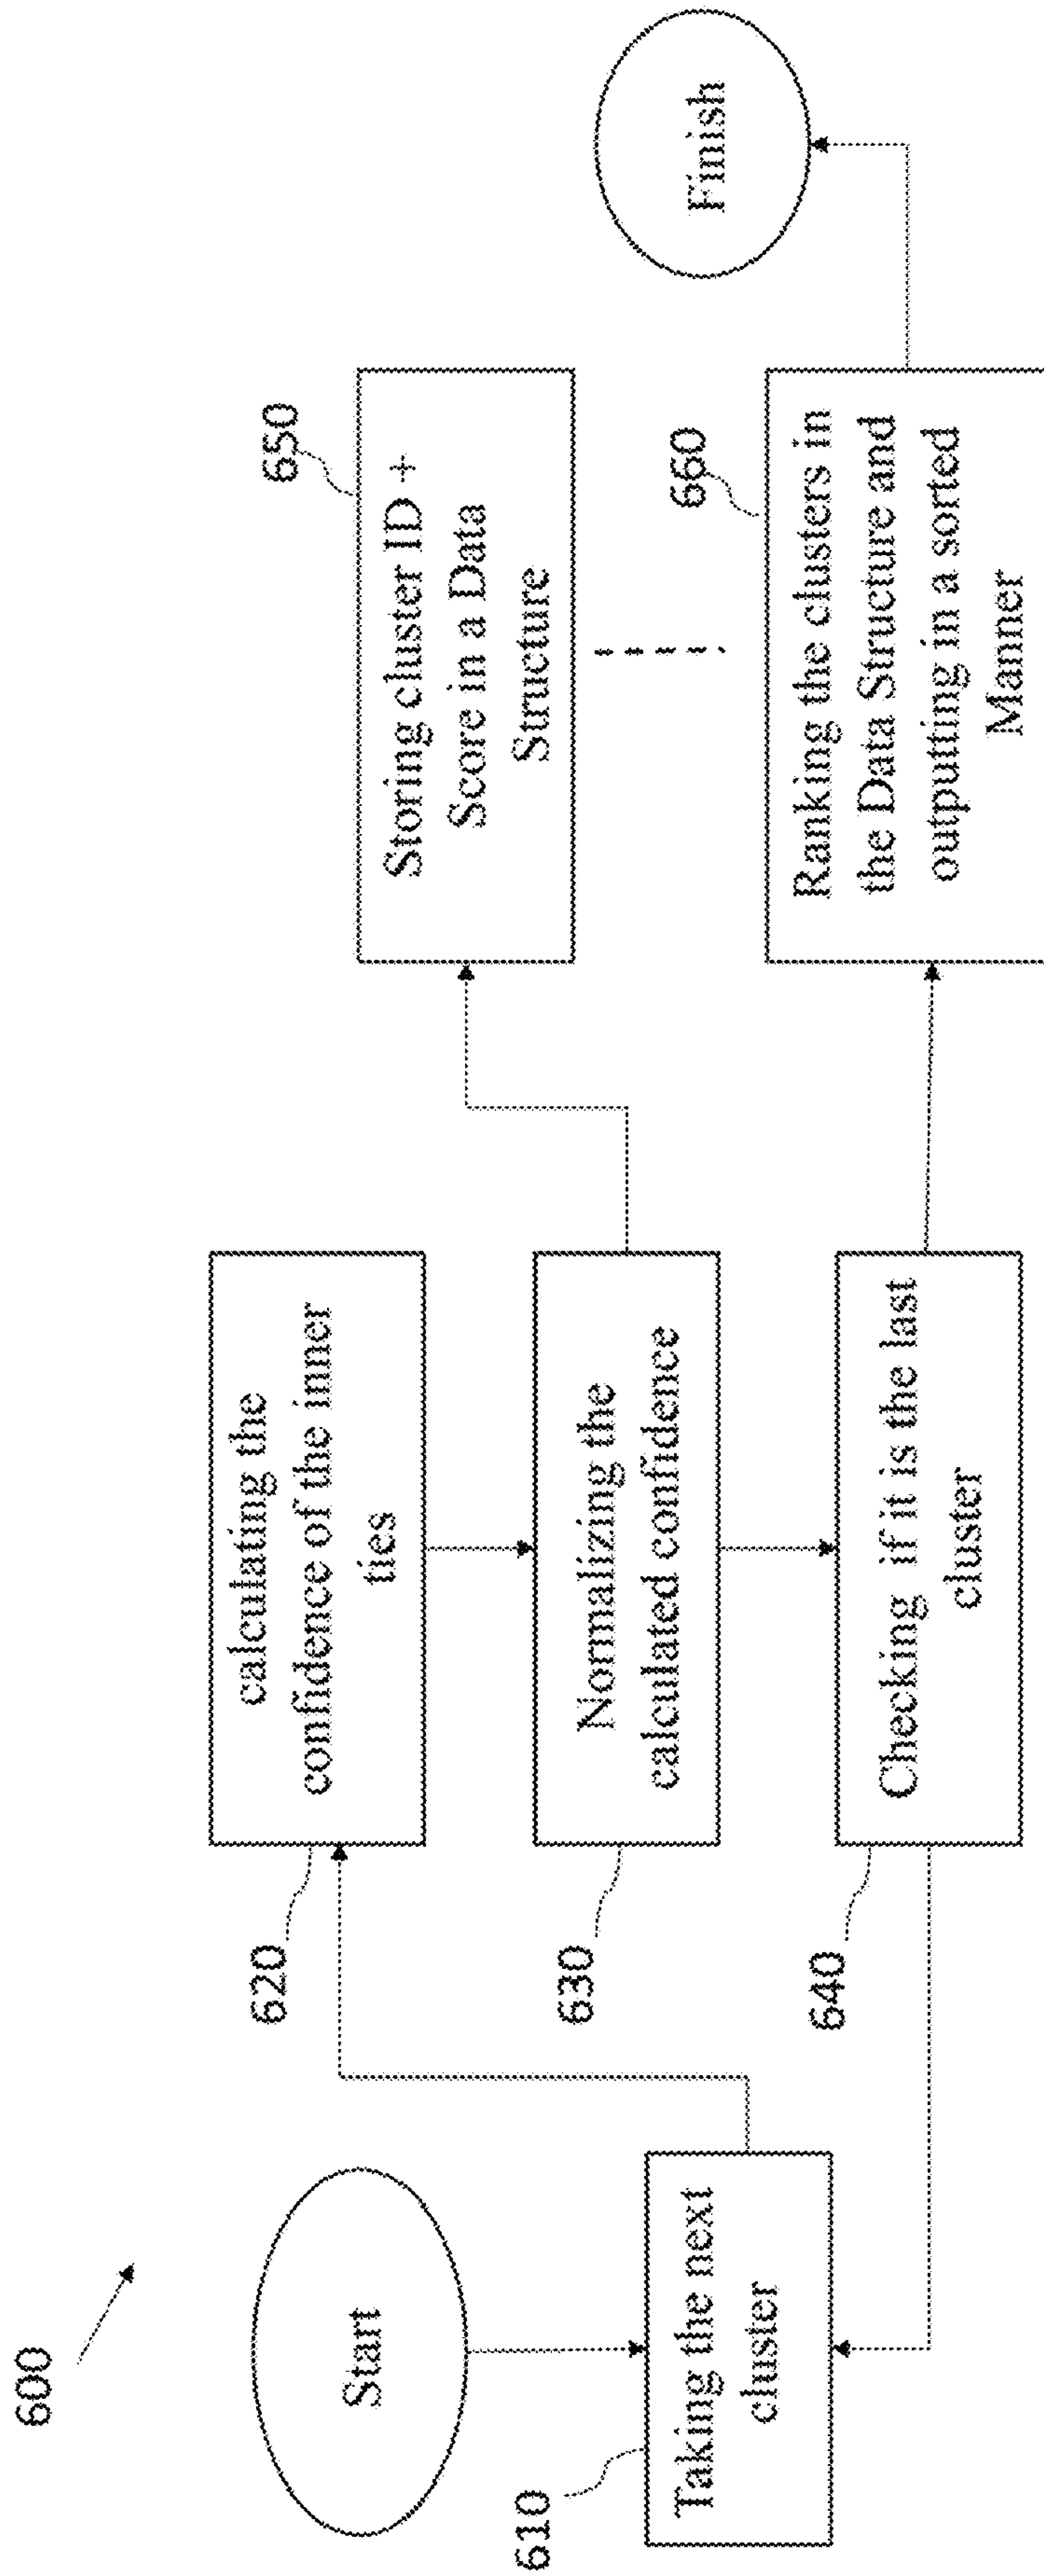 600
Start
610
Taking the next
cluster
620
calculating the
confidence of the inner
ties
630
Normalizing the
calculated confidence
640
Checking if it is the last
cluster
650
Storing cluster ID +
Score in a Data
Structure
660
Ranking the clusters in
the Data Structure and
outputting in a sorted
Manner
Finish